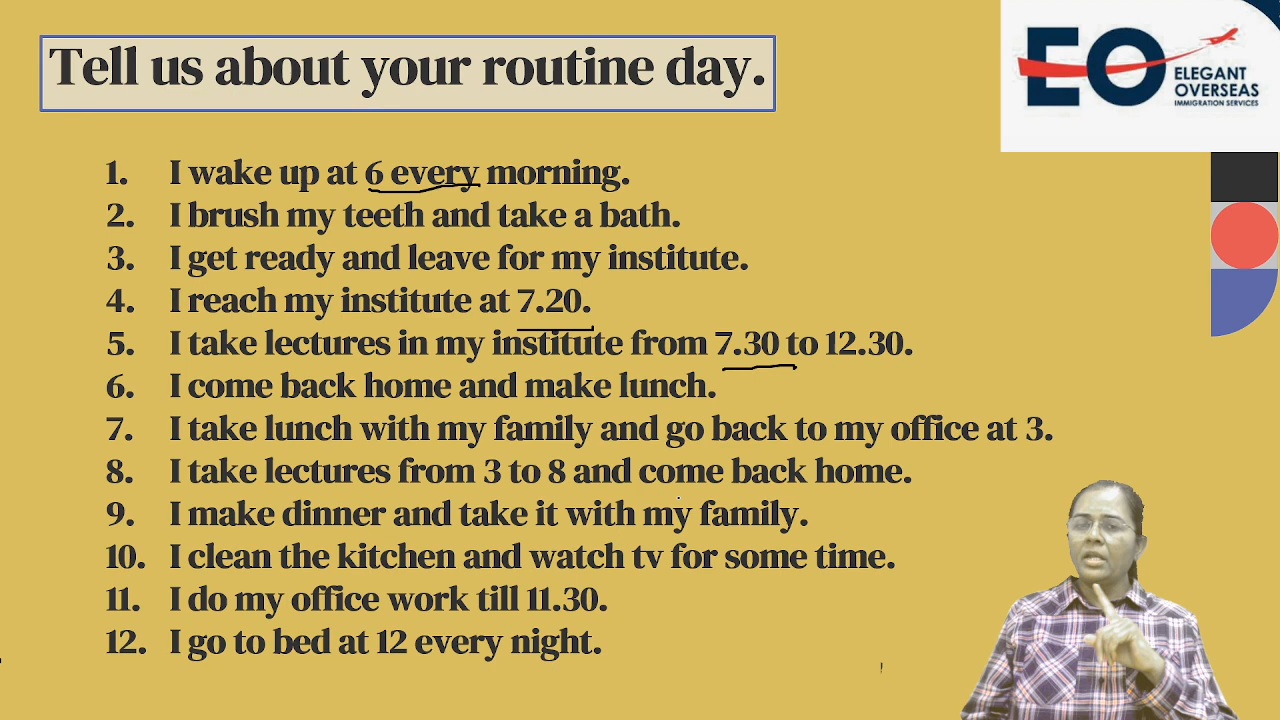 Tell us about your routine day.
EO
ELEGANT
OVERSEAS
IMMIGRATION SERVICES
1. I wake up at 6 every morning.
2. I brush my teeth and take a bath.
3. I get ready and leave for my institute.
4. I reach my institute at 7.20.
5. I take lectures in my institute from 7.30 to 12.30.
6. I come back home and make lunch.
7. I take lunch with my family and go back to my office at 3.
8. I take lectures from 3 to 8 and come back home.
9. I make dinner and take it with my family.
10. I clean the kitchen and watch tv for some time.
11. I do my office work till 11.30.
12. I go to bed at 12 every night.